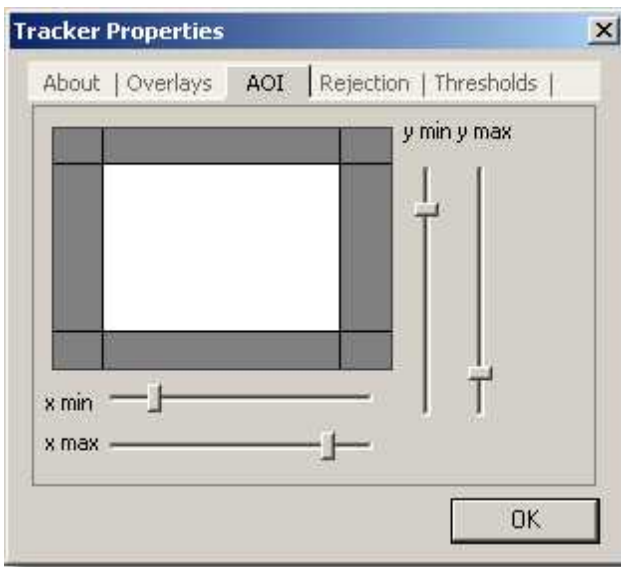 Tracker Properties
About | Overlays AOI Rejection | Thresholds |
y min y max
x min
x max
OK